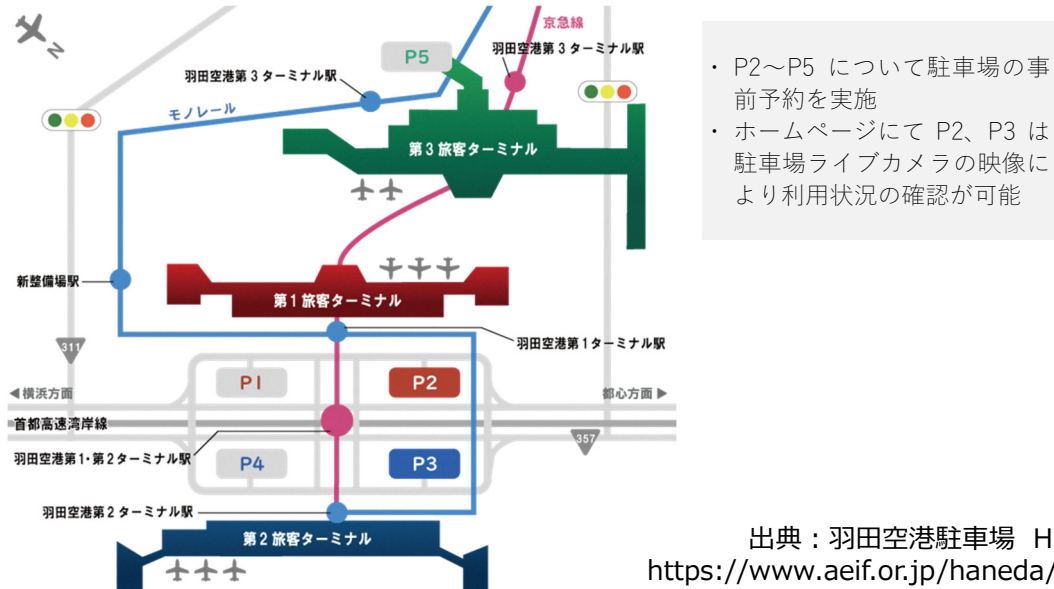 京急線
N
P5
羽田空港第3ターミナル駅
羽田空港第3ターミナル駅
モノレール
第3旅客ターミナル
新整備場駅
第1旅客ターミナル
羽田空港第1ターミナル駅
311
P1
P2
◀横浜方面
都心方面▶
首都高速湾岸線
357
羽田空港第1・第2ターミナル駅
P4
P3
羽田空港第2ターミナル駅
第2旅客ターミナル
・ P2～P5 について駐車場の事
前予約を実施
・ ホームページにて P2、P3 は
駐車場ライブカメラの映像に
より利用状況の確認が可能
出典：羽田空港駐車場 H
https://www.aeif.or.jp/haneda/